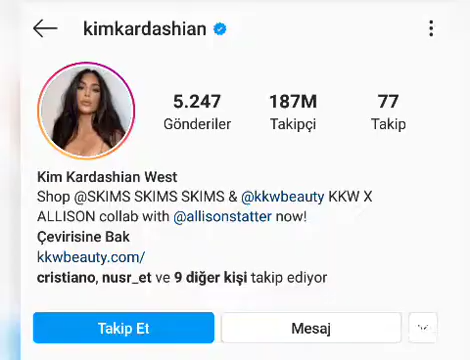 kimkardashian
5.247 187M 77
Gönderiler Takipçi Takip
Kim Kardashian West
Shop @SKIMS SKIMS SKIMS & @kkwbeauty KKW X
ALLISON collab with @allisonstatter now!
Çevirisine Bak
kkwbeauty.com/
cristiano, nusr_et ve 9 diğer kişi takip ediyor
Takip Et Mesaj